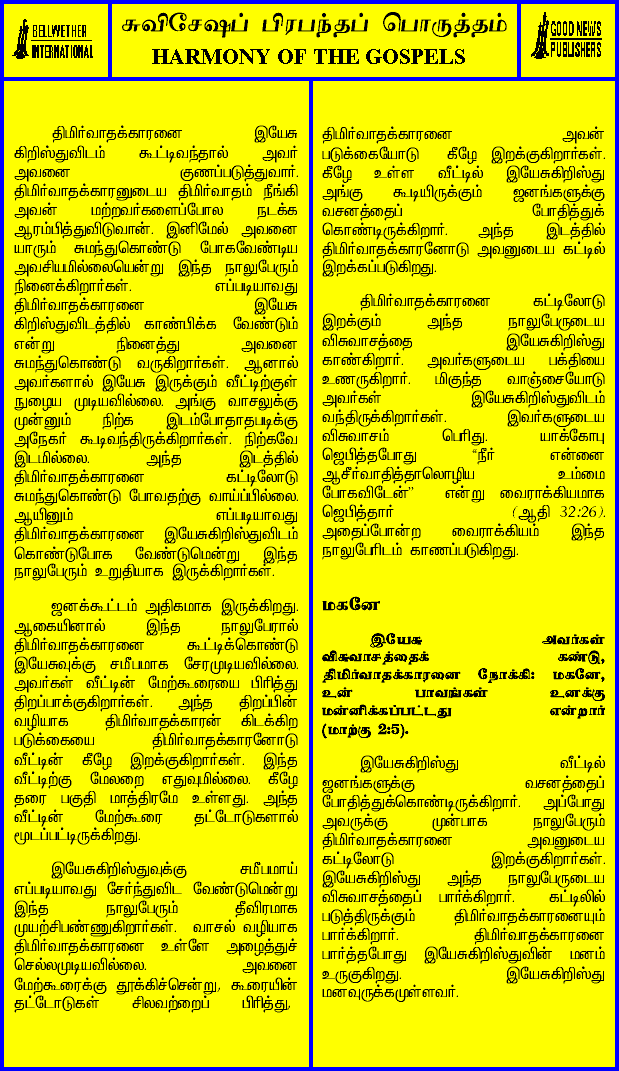 BELLWETHER
INTERNATIONAL
சுவிசேஷப் பிரபந்தப் பொருத்தம்
HARMONY OF THE GOSPELS
GOOD NEWS
PUBLISHERS
திமிர்வாதக்காரனை இயேசு
கிறிஸ்துவிடம் கூட்டிவந்தால் அவர்
அவனை குணப்படுத்துவார்.
திமிர்வாதக்காரனுடைய திமிர்வாதம் நீங்கி
அவன் மற்றவர்களைப்போல நடக்க
ஆரம்பித்துவிடுவான். இனிமேல் அவனை
யாரும் சுமந்துகொண்டு போகவேண்டிய
அவசியமில்லையென்று இந்த நாலுபேரும்
நினைக்கிறார்கள். எப்படியாவது
திமிர்வாதக்காரனை இயேசு
கிறிஸ்துவிடத்தில் காண்பிக்க வேண்டும்
என்று நினைத்து அவனை
சுமந்துகொண்டு வருகிறார்கள். ஆனால்
அவர்களால் இயேசு இருக்கும் வீட்டிற்குள்
நுழைய முடியவில்லை. அங்கு வாசலுக்கு
முன்னும் நிற்க இடம்போதாதபடிக்கு
அநேகர் கூடிவந்திருக்கிறார்கள். நிற்கவே
இடமில்லை. அந்த இடத்தில்
திமிர்வாதக்காரனை கட்டிலோடு
சுமந்துகொண்டு போவதற்கு வாய்ப்பில்லை.
ஆயினும் எப்படியாவது
திமிர்வாதக்காரனை இயேசுகிறிஸ்துவிடம்
கொண்டுபோக வேண்டுமென்று இந்த
நாலுபேரும் உறுதியாக இருக்கிறார்கள்.
ஜனக்கூட்டம் அதிகமாக இருக்கிறது.
ஆகையினால் இந்த நாலுபேரால்
திமிர்வாதக்காரனை கூட்டிக்கொண்டு
இயேசுவுக்கு சமீபமாக சேரமுடியவில்லை.
அவர்கள் வீட்டின் மேற்கூரையை பிரித்து
திறப்பாக்குகிறார்கள். அந்த திறப்பின்
வழியாக திமிர்வாதக்காரன் கிடக்கிற
படுக்கையை திமிர்வாதக்காரனோடு
வீட்டின் கீழே இறக்குகிறார்கள். இந்த
வீட்டிற்கு மேலறை எதுவுமில்லை. கீழே
தரை பகுதி மாத்திரமே உள்ளது. அந்த
வீட்டின் மேற்கூரை தட்டோடுகளால்
மூடப்பட்டிருக்கிறது.
இயேசுகிறிஸ்துவுக்கு சமீபமாய்
எப்படியாவது சேர்ந்துவிட வேண்டுமென்று
இந்த நாலுபேரும் தீவிரமாக
முயற்சிபண்ணுகிறார்கள். வாசல் வழியாக
திமிர்வாதக்காரனை உள்ளே அழைத்துச்
செல்லமுடியவில்லை. அவனை
மேற்கூரைக்கு தூக்கிச்சென்று, கூரையின்
தட்டோடுகள் சிலவற்றைப் பிரித்து,
திமிர்வாதக்காரனை அவன்
படுக்கையோடு கீழே இறக்குகிறார்கள்.
கீழே உள்ள வீட்டில் இயேசுகிறிஸ்து
அங்கு கூடியிருக்கும் ஜனங்களுக்கு
வசனத்தைப் போதித்துக்
கொண்டிருக்கிறார். அந்த இடத்தில்
திமிர்வாதக்காரனோடு அவனுடைய கட்டில்
இறக்கப்படுகிறது.
திமிர்வாதக்காரனை கட்டிலோடு
இறக்கும் அந்த நாலுபேருடைய
விசுவாசத்தை இயேசுகிறிஸ்து
காண்கிறார். அவர்களுடைய பக்தியை
உணருகிறார். மிகுந்த வாஞ்சையோடு
அவர்கள் இயேசுகிறிஸ்துவிடம்
வந்திருக்கிறார்கள். இவர்களுடைய
விசுவாசம் பெரிது. யாக்கோபு
ஜெபித்தபோது "நீர் என்னை
ஆசீர்வாதித்தாலொழிய உம்மை
போகவிடேன்" என்று வைராக்கியமாக
ஜெபித்தார் (ஆதி 32:26).
அதைப்போன்ற வைராக்கியம் இந்த
நாலுபேரிடம் காணப்படுகிறது.
மகனே
இயேசு அவர்கள்
விசுவாசத்தைக் கண்டு,
திமிர்வாதக்காரனை நோக்கி: மகனே,
உன் பாவங்கள் உனக்கு
மன்னிக்கப்பட்டது என்றார்
(மாற்கு 2:5).
இயேசுகிறிஸ்து வீட்டில்
ஜனங்களுக்கு வசனத்தைப்
போதித்துக்கொண்டிருக்கிறார். அப்போது
அவருக்கு முன்பாக நாலுபேரும்
திமிர்வாதக்காரனை அவனுடைய
கட்டிலோடு இறக்குகிறார்கள்.
இயேசுகிறிஸ்து அந்த நாலுபேருடைய
விசுவாசத்தைப் பார்க்கிறார். கட்டிலில்
படுத்திருக்கும் திமிர்வாதக்காரனையும்
பார்க்கிறார். திமிர்வாதக்காரனை
பார்த்தபோது இயேசுகிறிஸ்துவின் மனம்
உருகுகிறது. இயேசுகிறிஸ்து
மனவுருக்கமுள்ளவர்.